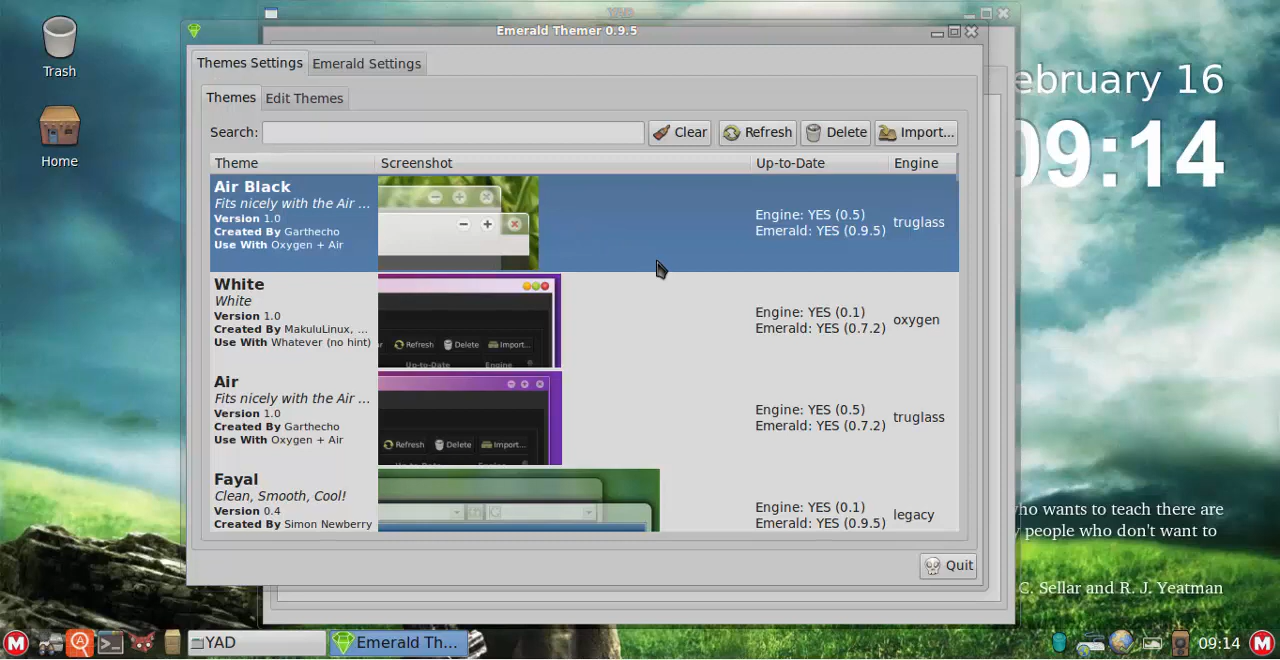 YAD
Emerald Themer 0.9.5
Trash
Home
Themes Settings
Emerald Settings
Themes
Edit Themes
Search:
Clear
Refresh
Delete
Import...
Theme
Screenshot
Up-to-Date
Engine
Air Black
Fits nicely with the Air ...
Version 1.0
Created By Garthecho
Use With Oxygen + Air
Engine: YES (0.5)
Emerald: YES (0.9.5)
truglass
White
White
Version 1.0
Created By MakuluLinux, ...
Use With Whatever (no hint)
Refresh
Delete
Import...
Up-to-Date
Engine
Engine: YES (0.1)
Emerald: YES (0.7.2)
oxygen
Air
Fits nicely with the Air ...
Version 1.0
Created By Garthecho
Use With Oxygen + Air
Refresh
Delete
Import...
Engine: YES (0.5)
Emerald: YES (0.7.2)
truglass
Fayal
Clean, Smooth, Cool!
Version 0.4
Created By Simon Newberry
Engine: YES (0.1)
Emerald: YES (0.9.5)
legacy
Quit
ebruary 16
09:14
who wants to teach there are
y people who don't want to
C. Sellar and R. J. Yeatman
M
YAD
Emerald Th...
09:14
M